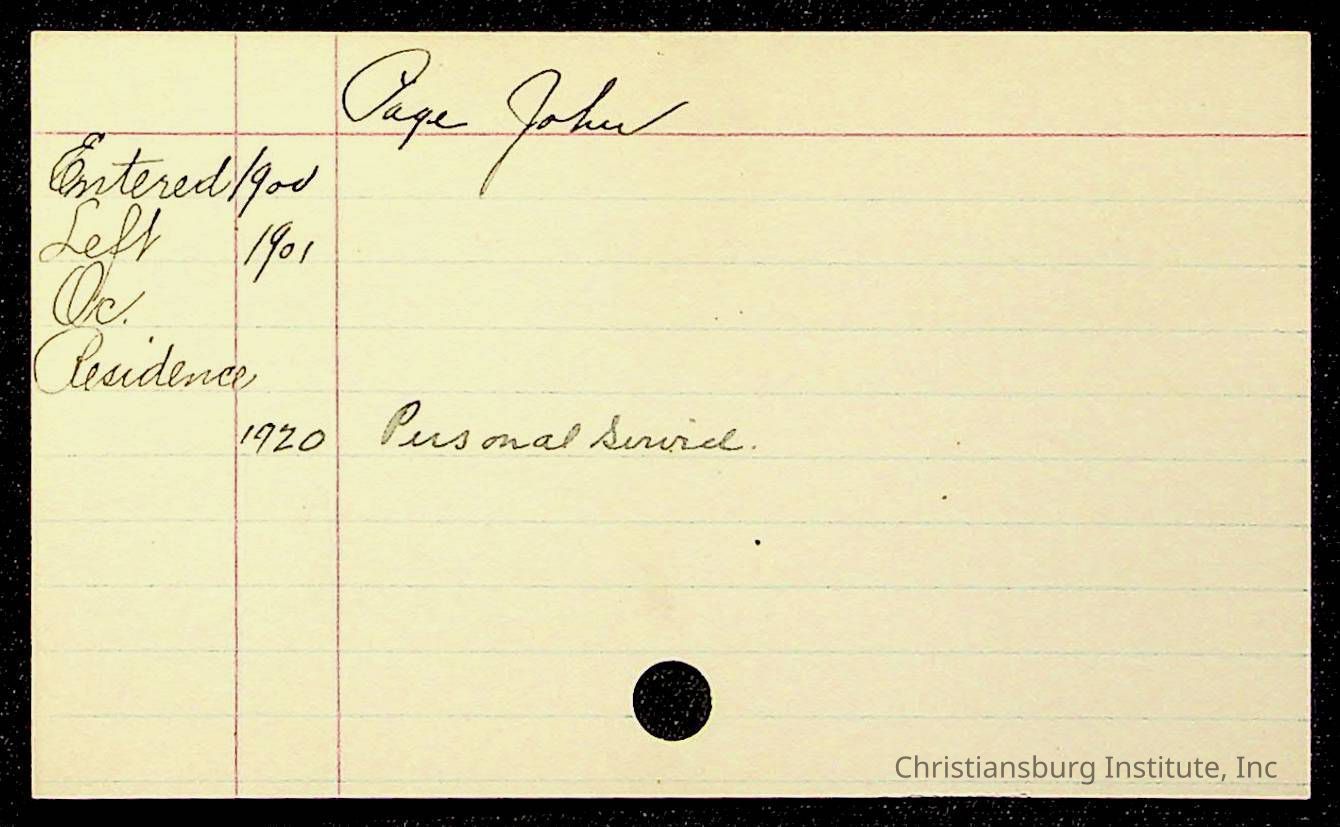 Page John
Entered 1900
Left 1901
Oc.
Residence
1920 Personal Service.
Christiansburg Institute, Inc